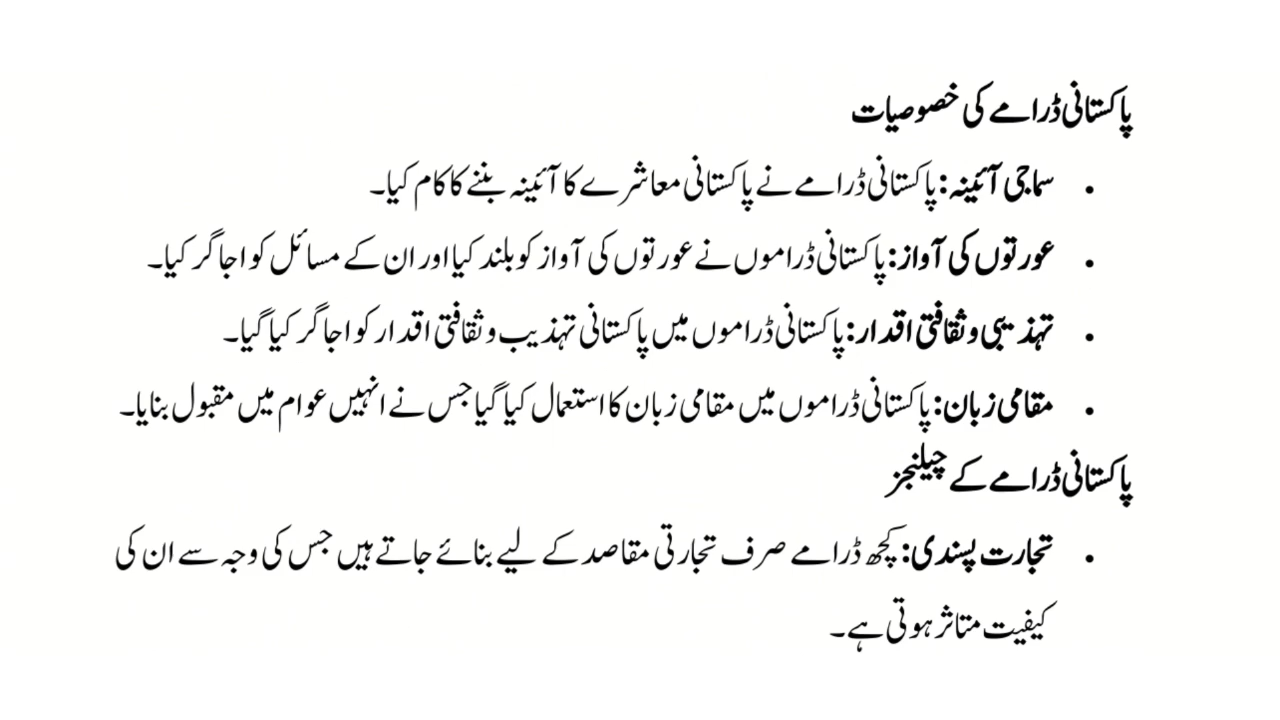 پاکستانی ڈرامے کی خصوصیات
• سماجی آئینہ: پاکستانی ڈرامے نے پاکستانی معاشرے کا آئینہ بننے کا کام کیا۔
• عورتوں کی آواز: پاکستانی ڈراموں نے عورتوں کی آواز کو بلند کیا اور ان کے مسائل کو اجاگر کیا۔
• تہذیبی و ثقافتی اقدار: پاکستانی ڈراموں میں پاکستانی تہذیب و ثقافتی اقدار کو اجاگر کیا گیا۔
• مقامی زبان: پاکستانی ڈراموں میں مقامی زبان کا استعمال کیا گیا جس نے انہیں عوام میں مقبول بنایا۔
پاکستانی ڈرامے کے چیلنجز
• تجارت پسندی: کچھ ڈرامے صرف تجارتی مقاصد کے لیے بنائے جاتے ہیں جس کی وجہ سے ان کی
کیفیت متاثر ہوتی ہے۔